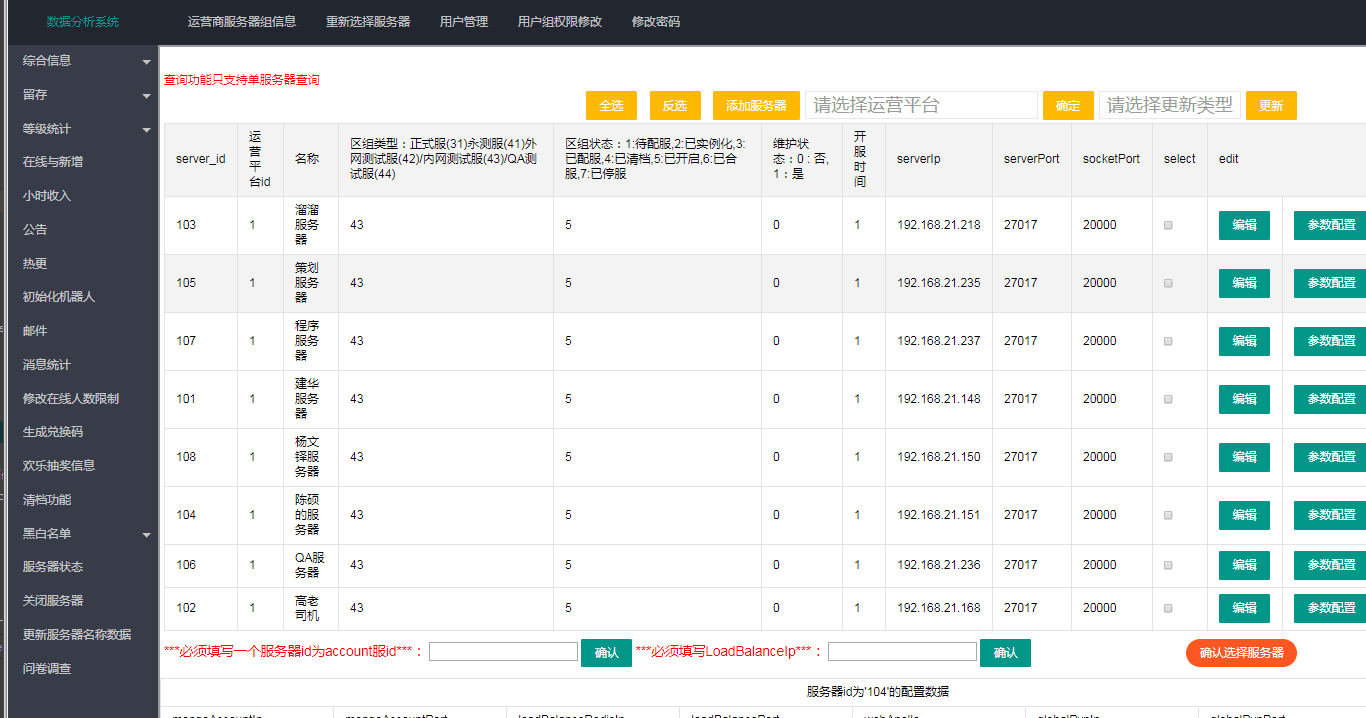 数据分析系统 运营商服务器组信息 重新选择服务器 用户管理 用户组权限修改 修改密码
综合信息
留存
等级统计
在线与新增
小时收入
公告
热更
初始化机器人
邮件
消息统计
修改在线人数限制
生成兑换码
欢乐抽奖信息
清档功能
黑白名单
服务器状态
关闭服务器
更新服务器名称数据
问卷调查
查询功能只支持单服务器查询
全选 反选 添加服务器 请选择运营平台 确定 请选择更新类型 更新
server_id 运营平台id 名称 区组类型：正式服(31)永测服(41)外网测试服(42)/内网测试服(43)/QA测试服(44) 区组状态：1:待配服,2:已实例化,3:已配服,4:已清档,5:已开启,6:已合服,7:已停服 维护状态：0 : 否, 1：是 开服时间 serverIp serverPort socketPort select edit
103 1 溜溜服务器 43 5 0 1 192.168.21.218 27017 20000 编辑 参数配置
105 1 策划服务器 43 5 0 1 192.168.21.235 27017 20000 编辑 参数配置
107 1 程序服务器 43 5 0 1 192.168.21.237 27017 20000 编辑 参数配置
101 1 建华服务器 43 5 0 1 192.168.21.148 27017 20000 编辑 参数配置
108 1 杨文铎服务器 43 5 0 1 192.168.21.150 27017 20000 编辑 参数配置
104 1 陈硕的服务器 43 5 0 1 192.168.21.151 27017 20000 编辑 参数配置
106 1 QA服务器 43 5 0 1 192.168.21.236 27017 20000 编辑 参数配置
102 1 高老司机 43 5 0 1 192.168.21.168 27017 20000 编辑 参数配置
***必须填写一个服务器id为account服id***： 确认 ***必须填写LoadBalanceIp***： 确认 确认选择服务器
服务器id为'104'的配置数据